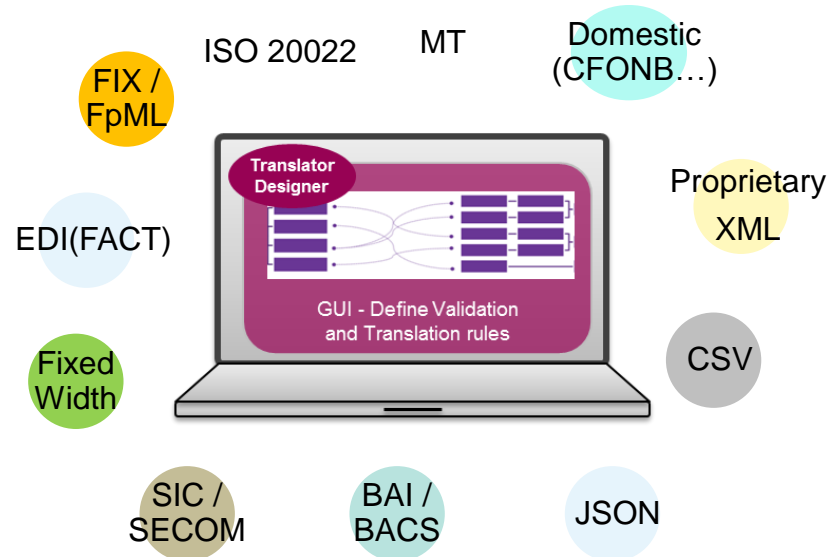 ISO 20022
MT
Domestic
(CFONB…)
FIX /
FpML
Translator
Designer
Proprietary
XML
EDI(FACT)
GUI - Define Validation
and Translation rules
Fixed
Width
CSV
SIC /
SECOM
BAI /
BACS
JSON